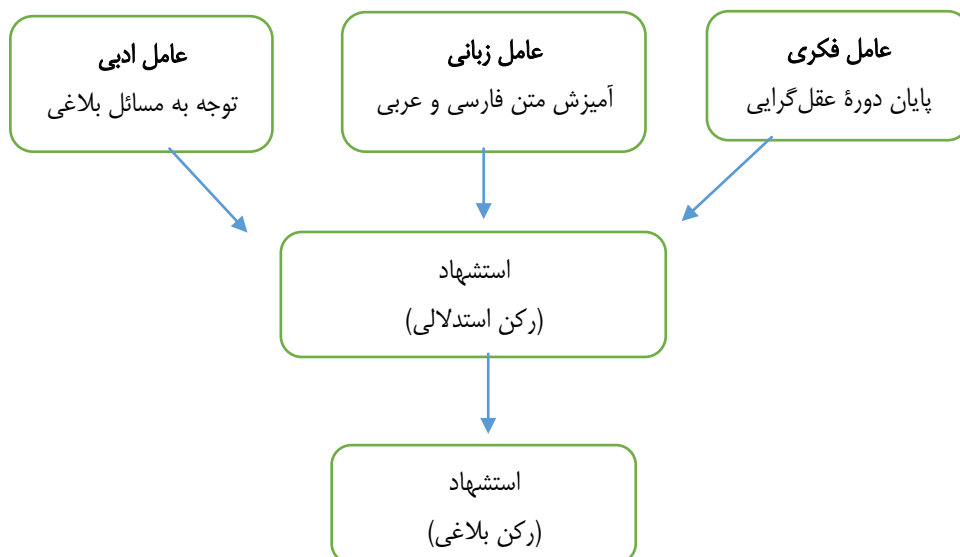 عامل فکری
پایان دورۀ عقل‌گرایی
عامل زبانی
آمیزش متن فارسی و عربی
عامل ادبی
توجه به مسائل بلاغی
استشهاد
(رکن استدلالی)
استشهاد
(رکن بلاغی)